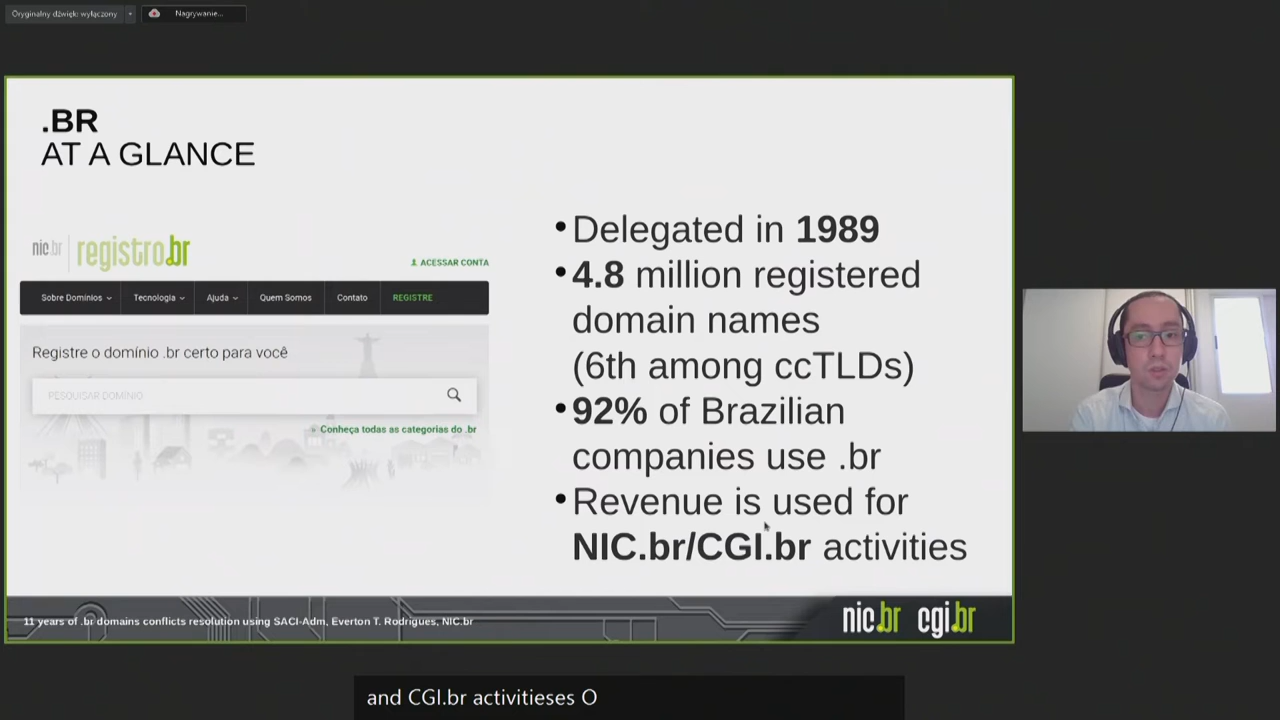 Oryginalny dźwięk: wyłączony
Nagrywanie...
.BR
AT A GLANCE
nic.br registro.br
ACESSAR CONTA
Sobre Domínios Tecnologia Ajuda Quem Somos Contato REGISTRE
Registre o domínio .br certo para você
PESQUISAR DOMÍNIO
» Conheça todas as categorias do .br
•Delegated in 1989
•4.8 million registered
domain names
(6th among ccTLDs)
•92% of Brazilian
companies use .br
•Revenue is used for
NIC.br/CGI.br activities
11 years of .br domains conflicts resolution using SACI-Adm, Everton T. Rodrigues, NIC.br
nic.br cgi.br
and CGI.br activitieses O